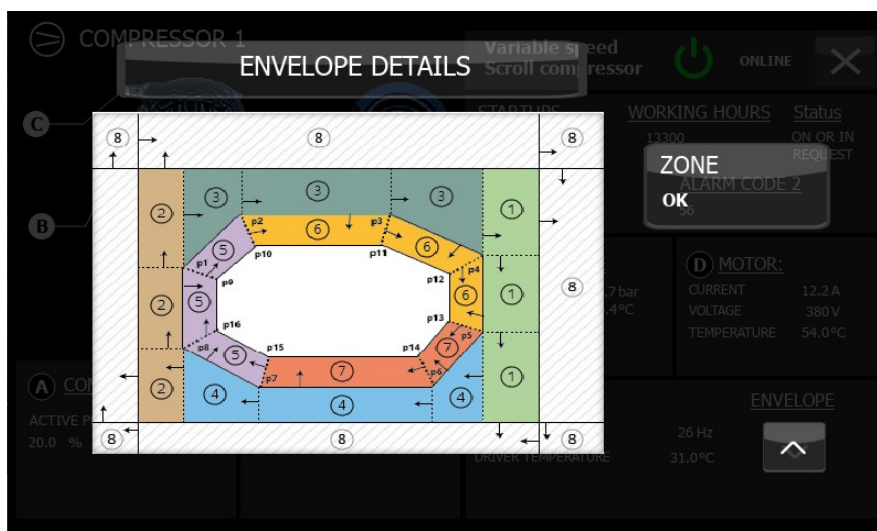 COMPRESSOR 1
ENVELOPE DETAILS
Variable speed
Scroll compressor
ONLINE
C
STARTUPS
WORKING HOURS
Status
13300
ON OR IN
REQUEST
ZONE
OK
ALARM CODE 2
56
B
8 8 8
3 3 3
2 1
p2 6 p3
5 6
p1 p10 p11 p4
p9 p12
2 5 6 1 8
p16 p13
p8 5 p15 p14 7 p5
p7 7 p6
2 4 4 4 1
8 8 8
D MOTOR:
.7 bar
CURRENT 12.2 A
.4°C
VOLTAGE 380 V
TEMPERATURE 54.0°C
A CO
ACTIVE P
20.0 %
ENVELOPE
26 Hz
DRIVER TEMPERATURE 31.0°C